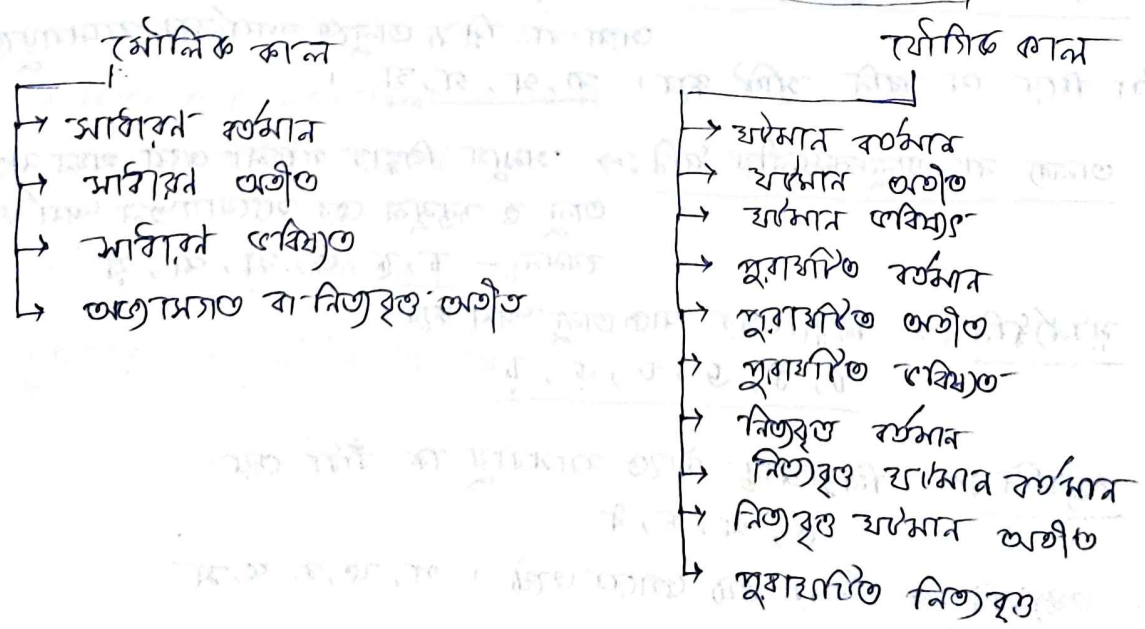 মৌলিক কাল
সাধারণ বর্তমান
সাধারণ অতীত
সাধারণ ভবিষ্যত
অভ্যাসগত বা নিত্যবৃত্ত অতীত
যৌগিক কাল
ঘটমান বর্তমান
ঘটমান অতীত
ঘটমান ভবিষ্যৎ
পুরাঘটিত বর্তমান
পুরাঘটিত অতীত
পুরাঘটিত ভবিষ্যত
নিত্যবৃত্ত বর্তমান
নিত্যবৃত্ত ঘটমান বর্তমান
নিত্যবৃত্ত ঘটমান অতীত
পুরাঘটিত নিত্যবৃত্ত